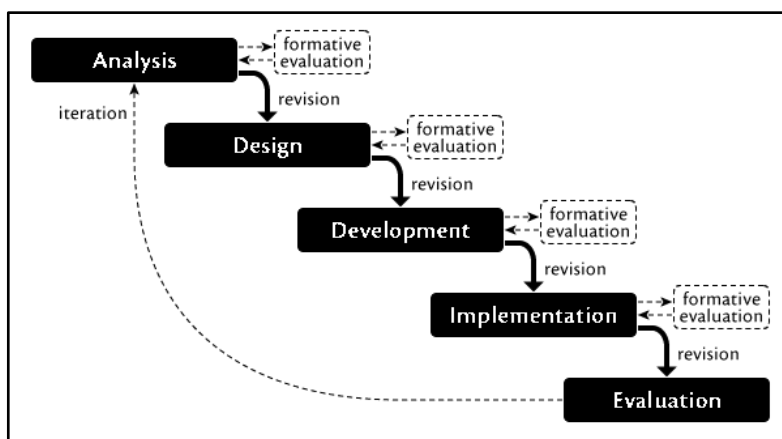 Analysis
formative
evaluation
iteration
revision
Design
formative
evaluation
revision
Development
formative
evaluation
revision
Implementation
formative
evaluation
revision
Evaluation